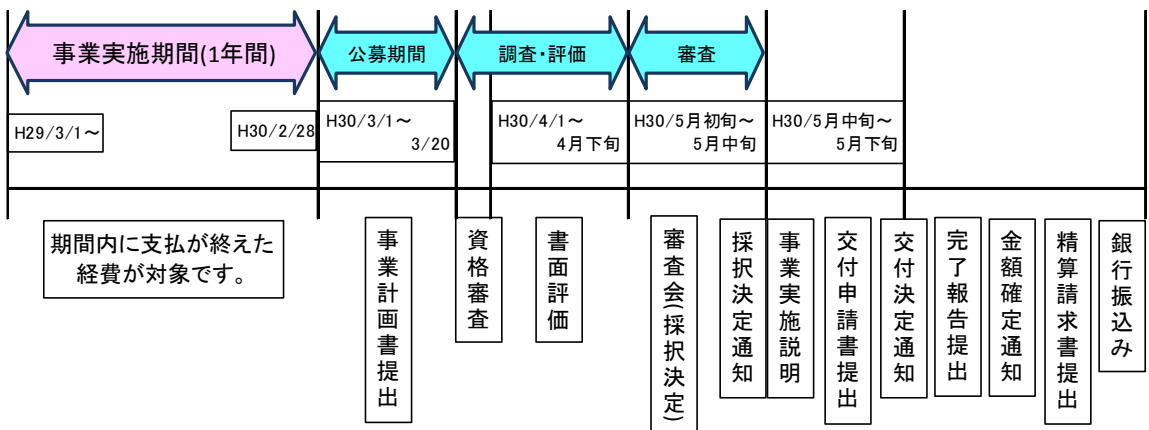 事業実施期間(1年間)
公募期間
調査・評価
審査
H29/3/1～
H30/2/28
H30/3/1～
3/20
H30/4/1～
4月下旬
H30/5月初旬～
5月中旬
H30/5月中旬～
5月下旬
期間内に支払が終えた
経費が対象です。
事業計画書提出
資格審査
書面評価
審査会(採択決定)
採択決定通知
事業実施説明
交付申請書提出
交付決定通知
完了報告提出
金額確定通知
精算請求書提出
銀行振込み